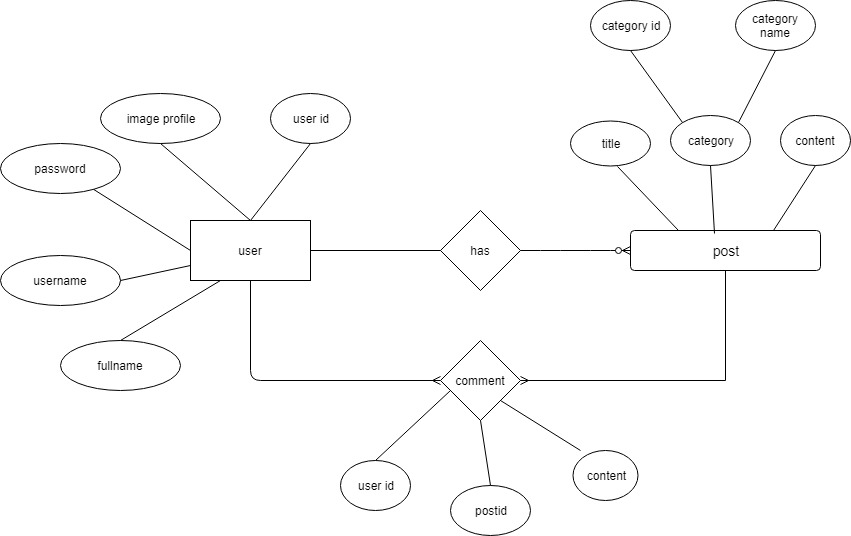 category id
category
name
image profile
user id
title
category
content
password
user
has
post
username
fullname
comment
user id
postid
content